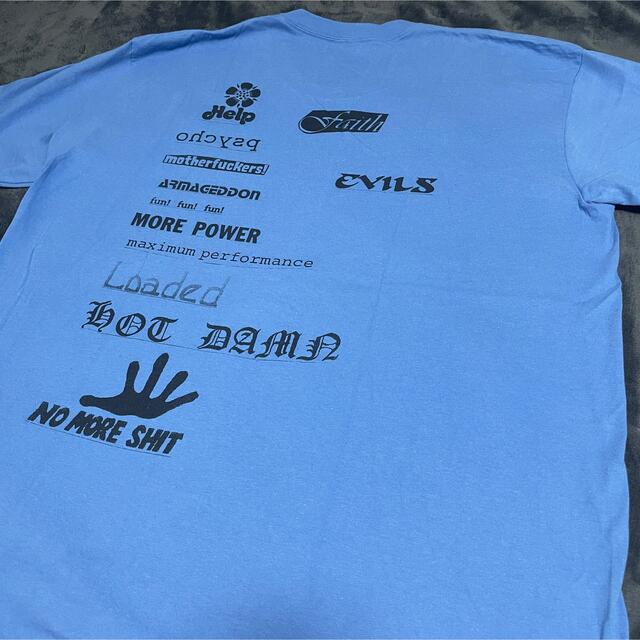 Help
Faith
psycho
motherfuckers!
EVILS
ARMAGEDDON
fun! fun! fun!
MORE POWER
maximum performance
Loaded
HOT DAMN
NO MORE SHIT